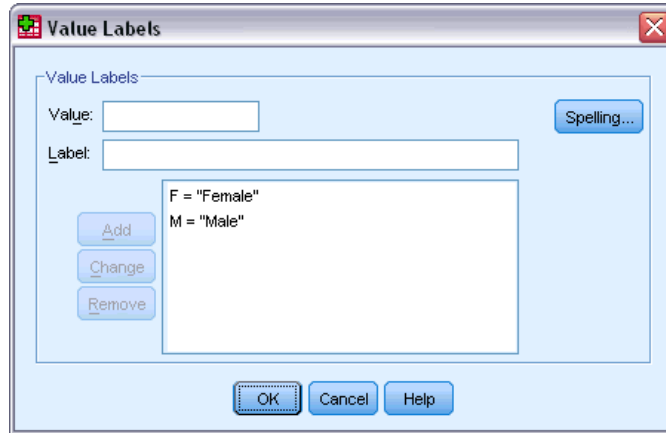 Value Labels
Value Labels
Value:
Spelling...
Label:
F = "Female"
M = "Male"
Add
Change
Remove
OK
Cancel
Help